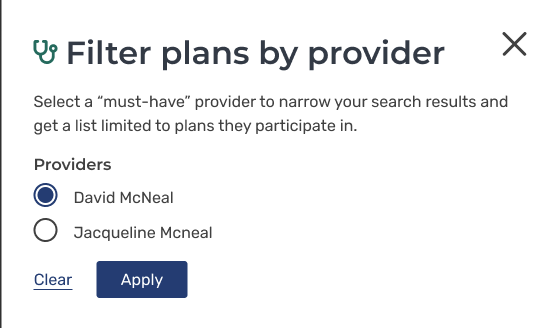 Filter plans by provider
Select a “must-have” provider to narrow your search results and
get a list limited to plans they participate in.
Providers
David McNeal
Jacqueline Mcneal
Clear
Apply